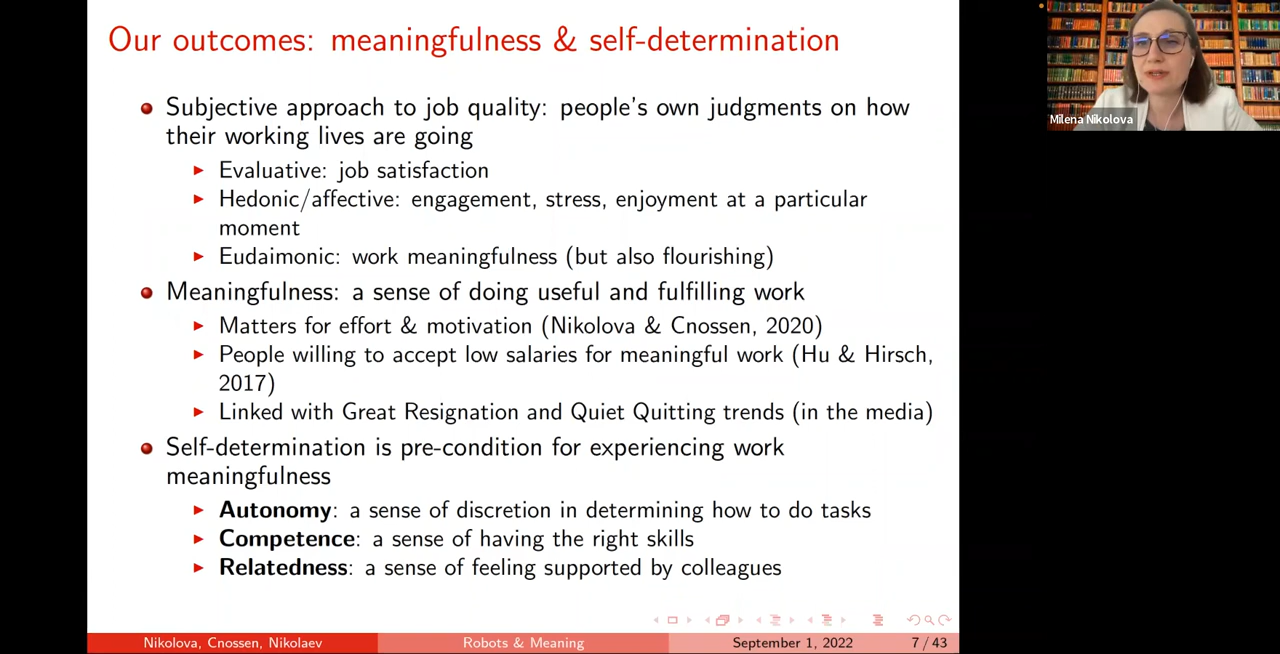 Our outcomes: meaningfulness & self-determination
Subjective approach to job quality: people's own judgments on how
their working lives are going
Evaluative: job satisfaction
Hedonic/affective: engagement, stress, enjoyment at a particular
moment
Eudaimonic: work meaningfulness (but also flourishing)
Meaningfulness: a sense of doing useful and fulfilling work
Matters for effort & motivation (Nikolova & Cnossen, 2020)
People willing to accept low salaries for meaningful work (Hu & Hirsch,
2017)
Linked with Great Resignation and Quiet Quitting trends (in the media)
Self-determination is pre-condition for experiencing work
meaningfulness
Autonomy: a sense of discretion in determining how to do tasks
Competence: a sense of having the right skills
Relatedness: a sense of feeling supported by colleagues
Nikolova, Cnossen, Nikolaev
Robots & Meaning
September 1, 2022
7 / 43
Milena Nikolova